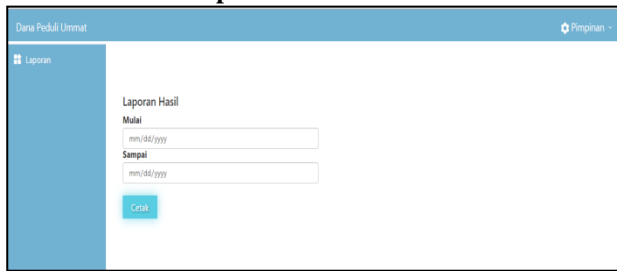 Dana Peduli Ummat
Pimpinan
Laporan
Laporan Hasil
Mulai
mm/dd/yyyy
Sampai
mm/dd/yyyy
Cetak